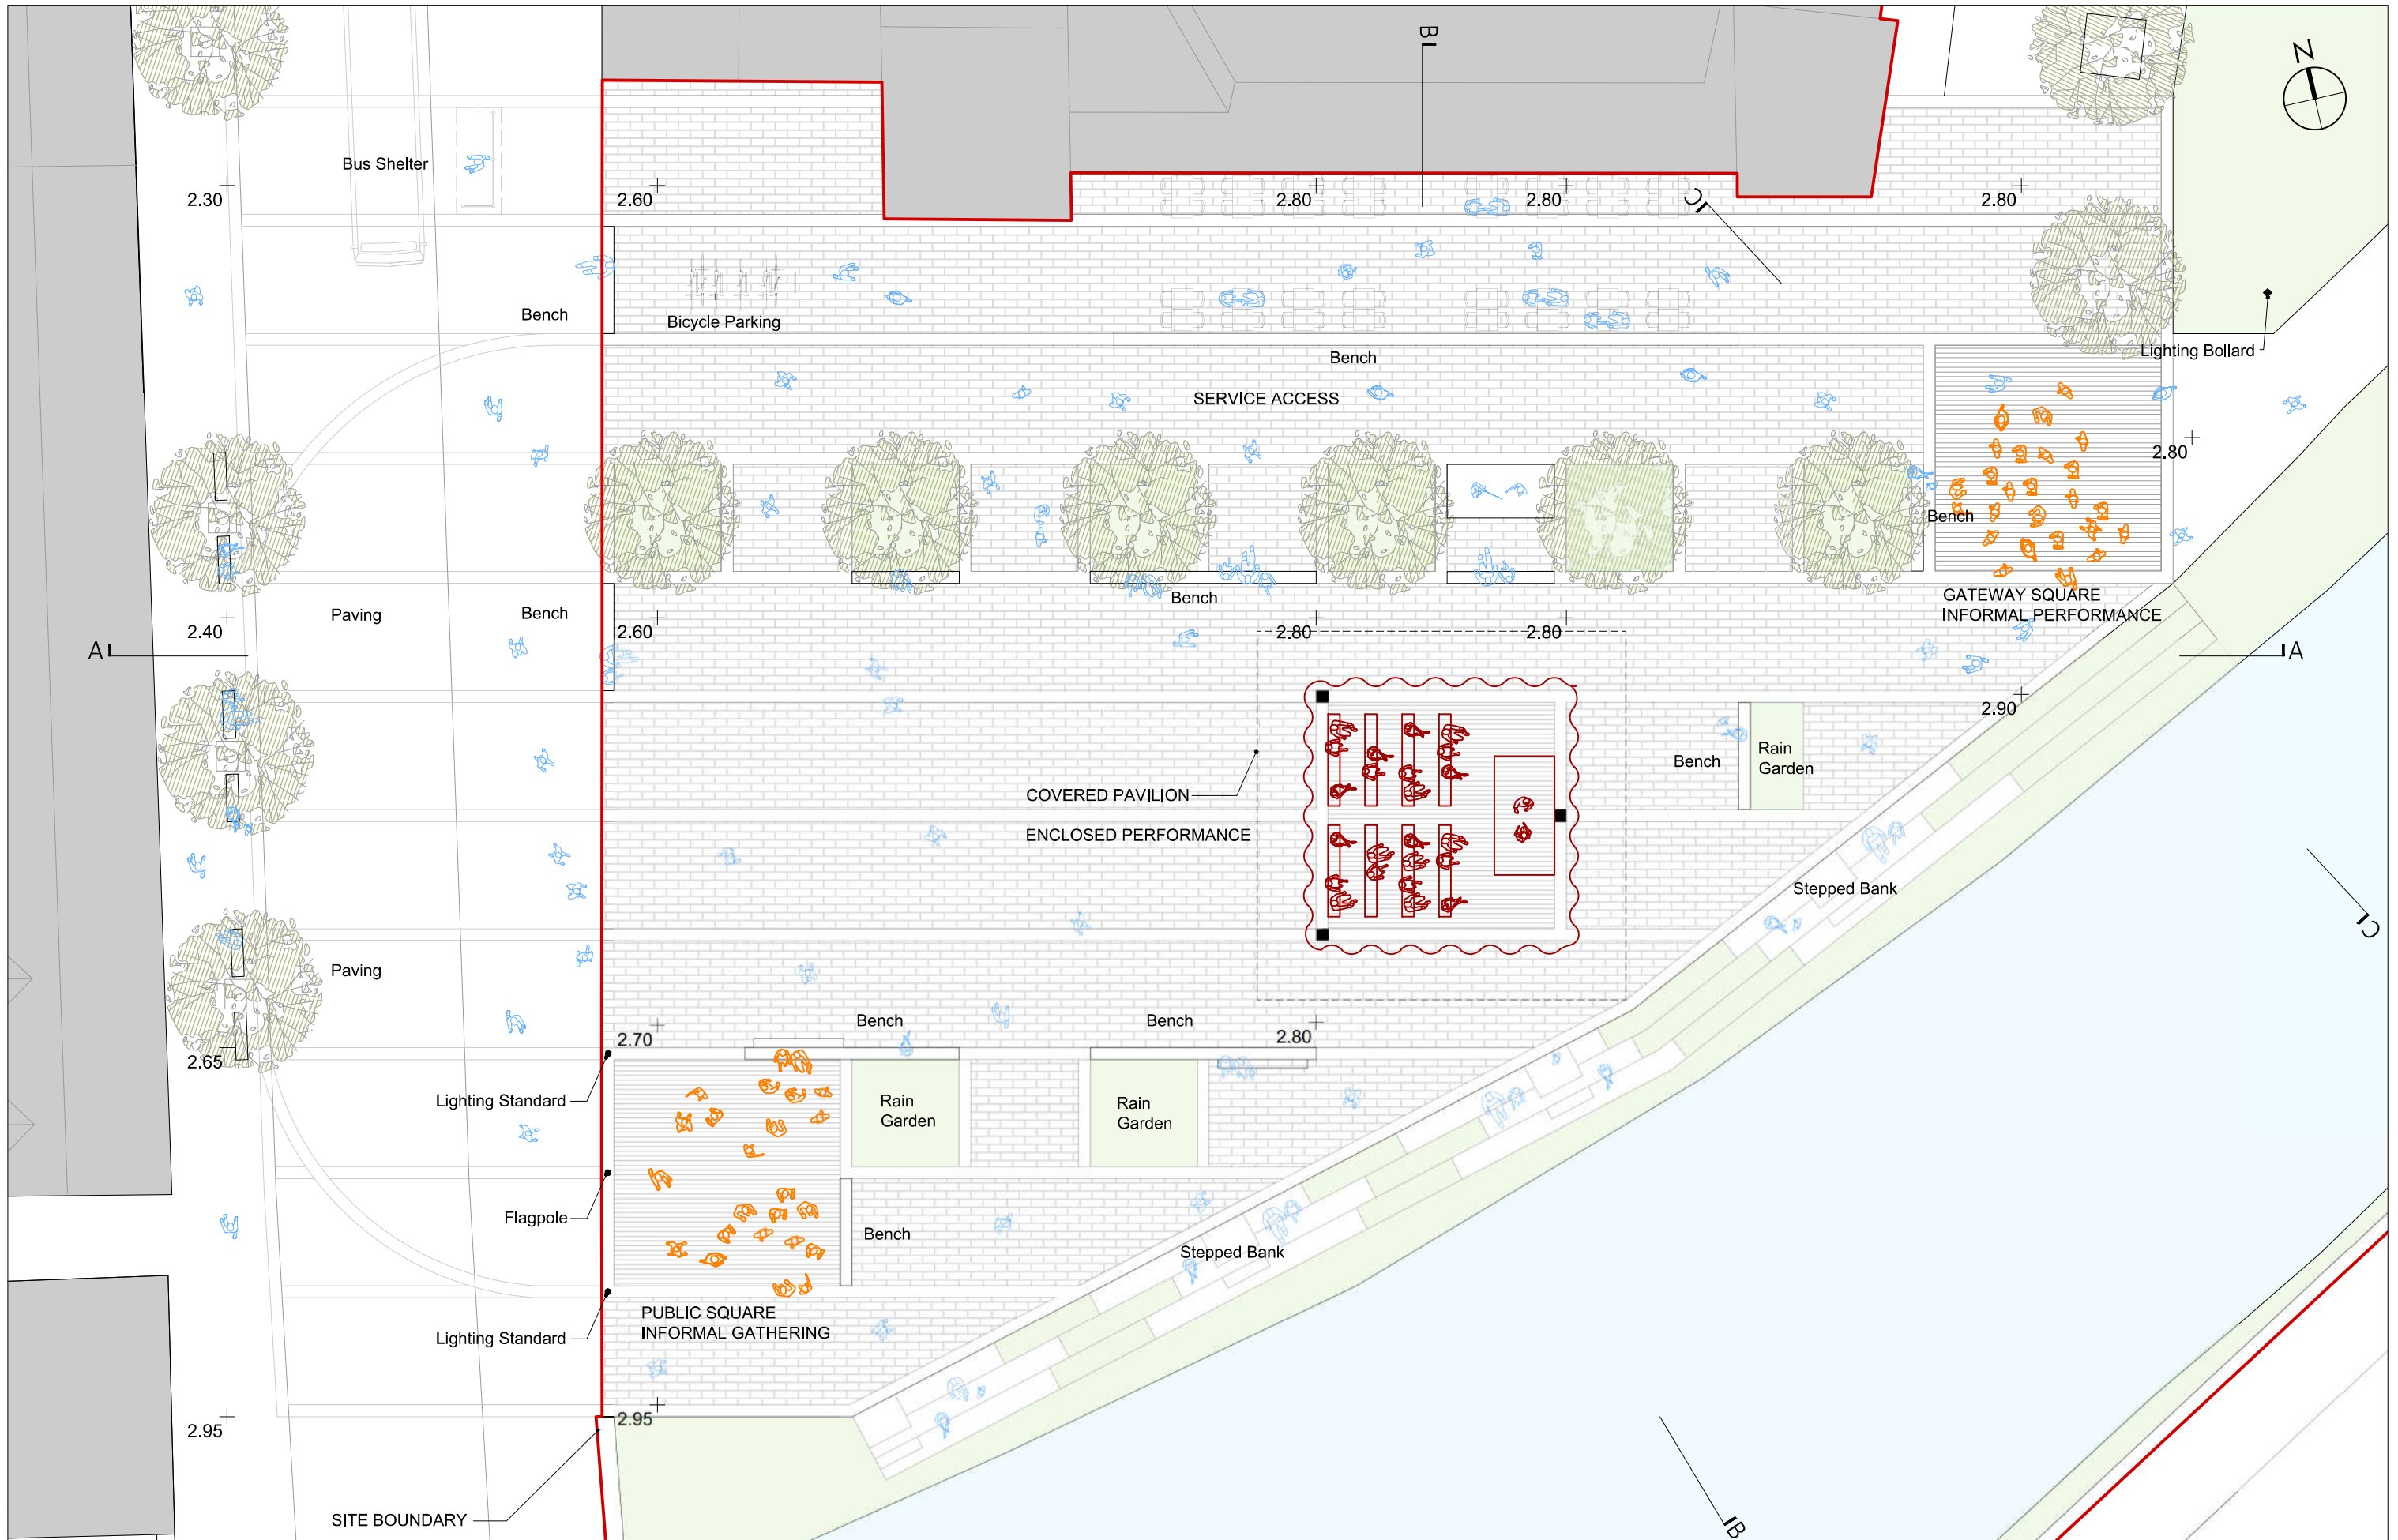 B
N
Bus Shelter
2.30
2.60
2.80
2.80
2.80
C
Bench
Bicycle Parking
Bench
Lighting Bollard
SERVICE ACCESS
2.80
Bench
Bench
GATEWAY SQUARE
INFORMAL PERFORMANCE
Paving
Bench
2.40
2.60
2.80
2.80
A
A
2.90
Rain
Garden
Bench
COVERED PAVILION
ENCLOSED PERFORMANCE
Stepped Bank
C
Paving
Bench
Bench
2.65
2.70
2.80
Lighting Standard
Rain
Garden
Rain
Garden
Flagpole
Bench
Stepped Bank
PUBLIC SQUARE
INFORMAL GATHERING
Lighting Standard
2.95
2.95
SITE BOUNDARY
B